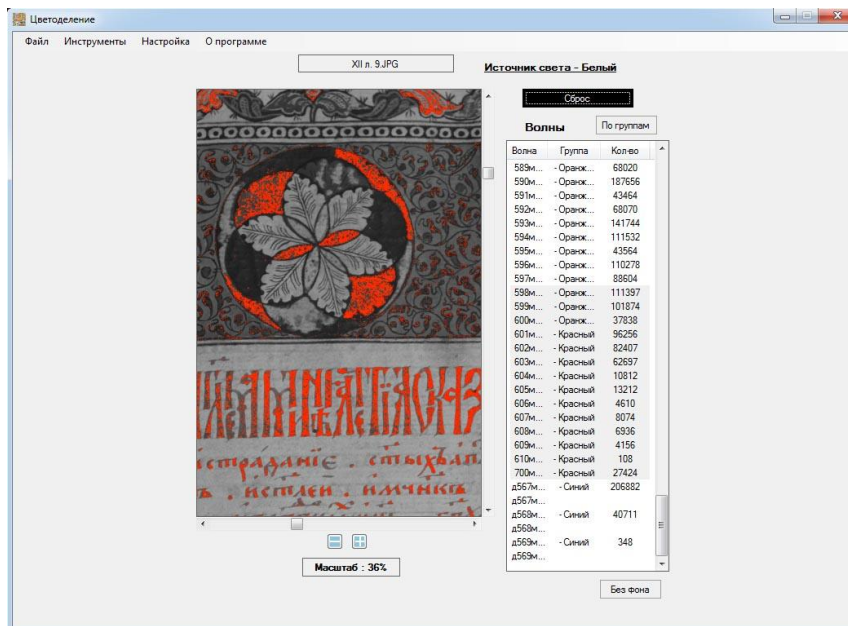 Цветоделение
Файл Инструменты Настройка О программе
XII л. 9.JPG
Источник света - Белый
Сброс
Волны
По группам
Волна Группа Кол-во
589м... - Оранж... 68020
590м... - Оранж... 187656
591м... - Оранж... 43464
592м... - Оранж... 68070
593м... - Оранж... 141744
594м... - Оранж... 111532
595м... - Оранж... 43564
596м... - Оранж... 110278
597м... - Оранж... 88604
598м... - Оранж... 111397
599м... - Оранж... 101874
600м... - Оранж... 37838
601м... - Красный 96256
602м... - Красный 82407
603м... - Красный 62697
604м... - Красный 10812
605м... - Красный 13212
606м... - Красный 4610
607м... - Красный 8074
608м... - Красный 6936
609м... - Красный 4156
610м... - Красный 108
700м... - Красный 27424
д567м... - Синий 206882
д567м...
д568м... - Синий 40711
д568м...
д569м... - Синий 348
д569м...
Масштаб : 36%
Без фона